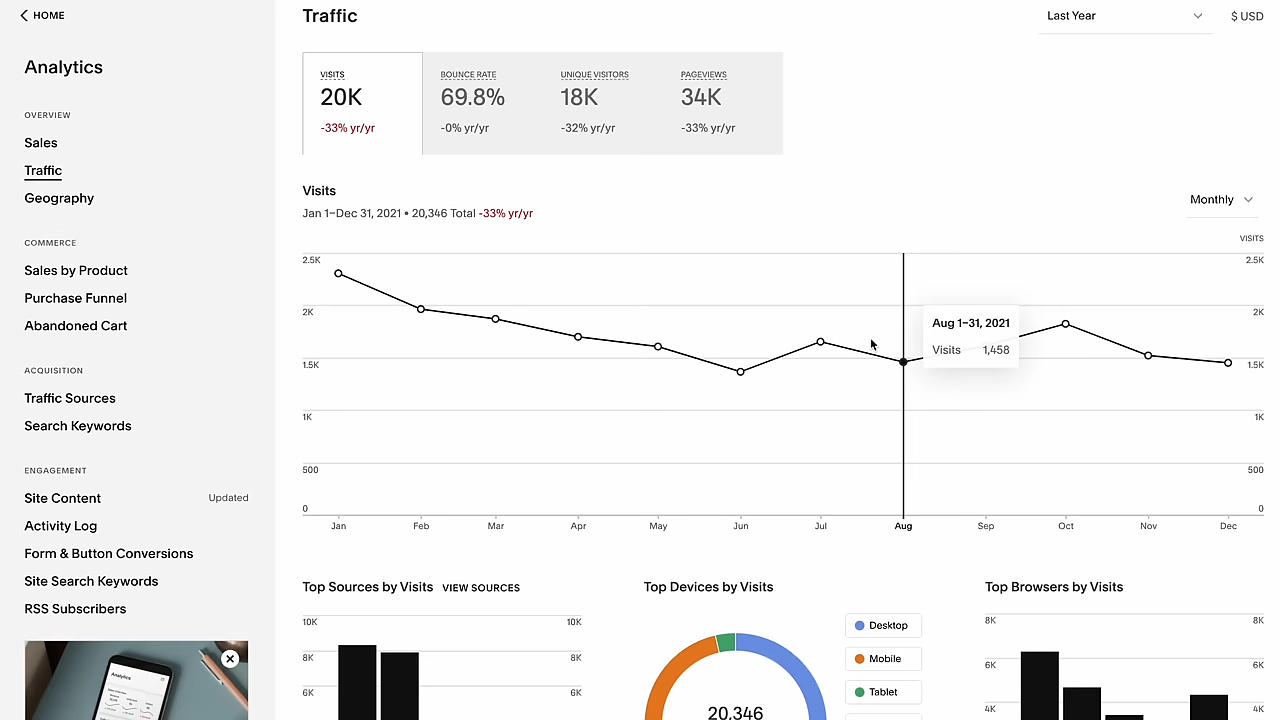 HOME
Analytics
OVERVIEW
Sales
Traffic
Geography
COMMERCE
Sales by Product
Purchase Funnel
Abandoned Cart
ACQUISITION
Traffic Sources
Search Keywords
ENGAGEMENT
Site Content Updated
Activity Log
Form & Button Conversions
Site Search Keywords
RSS Subscribers
Analytics
Traffic
Last Year $ USD
VISITS BOUNCE RATE UNIQUE VISITORS PAGEVIEWS
20K 69.8% 18K 34K
-33% yr/yr -0% yr/yr -32% yr/yr -33% yr/yr
Visits
Monthly
Jan 1–Dec 31, 2021 • 20,346 Total -33% yr/yr
VISITS
2.5K 2.5K
2K 2K
Aug 1–31, 2021
Visits 1,458
1.5K 1.5K
1K 1K
500 500
0 0
Jan Feb Mar Apr May Jun Jul Aug Sep Oct Nov Dec
Top Sources by Visits VIEW SOURCES
10K 10K
8K 8K
6K 6K
Top Devices by Visits
Desktop
Mobile
Tablet
20,346
Top Browsers by Visits
8K 8K
6K 6K
4K 4K